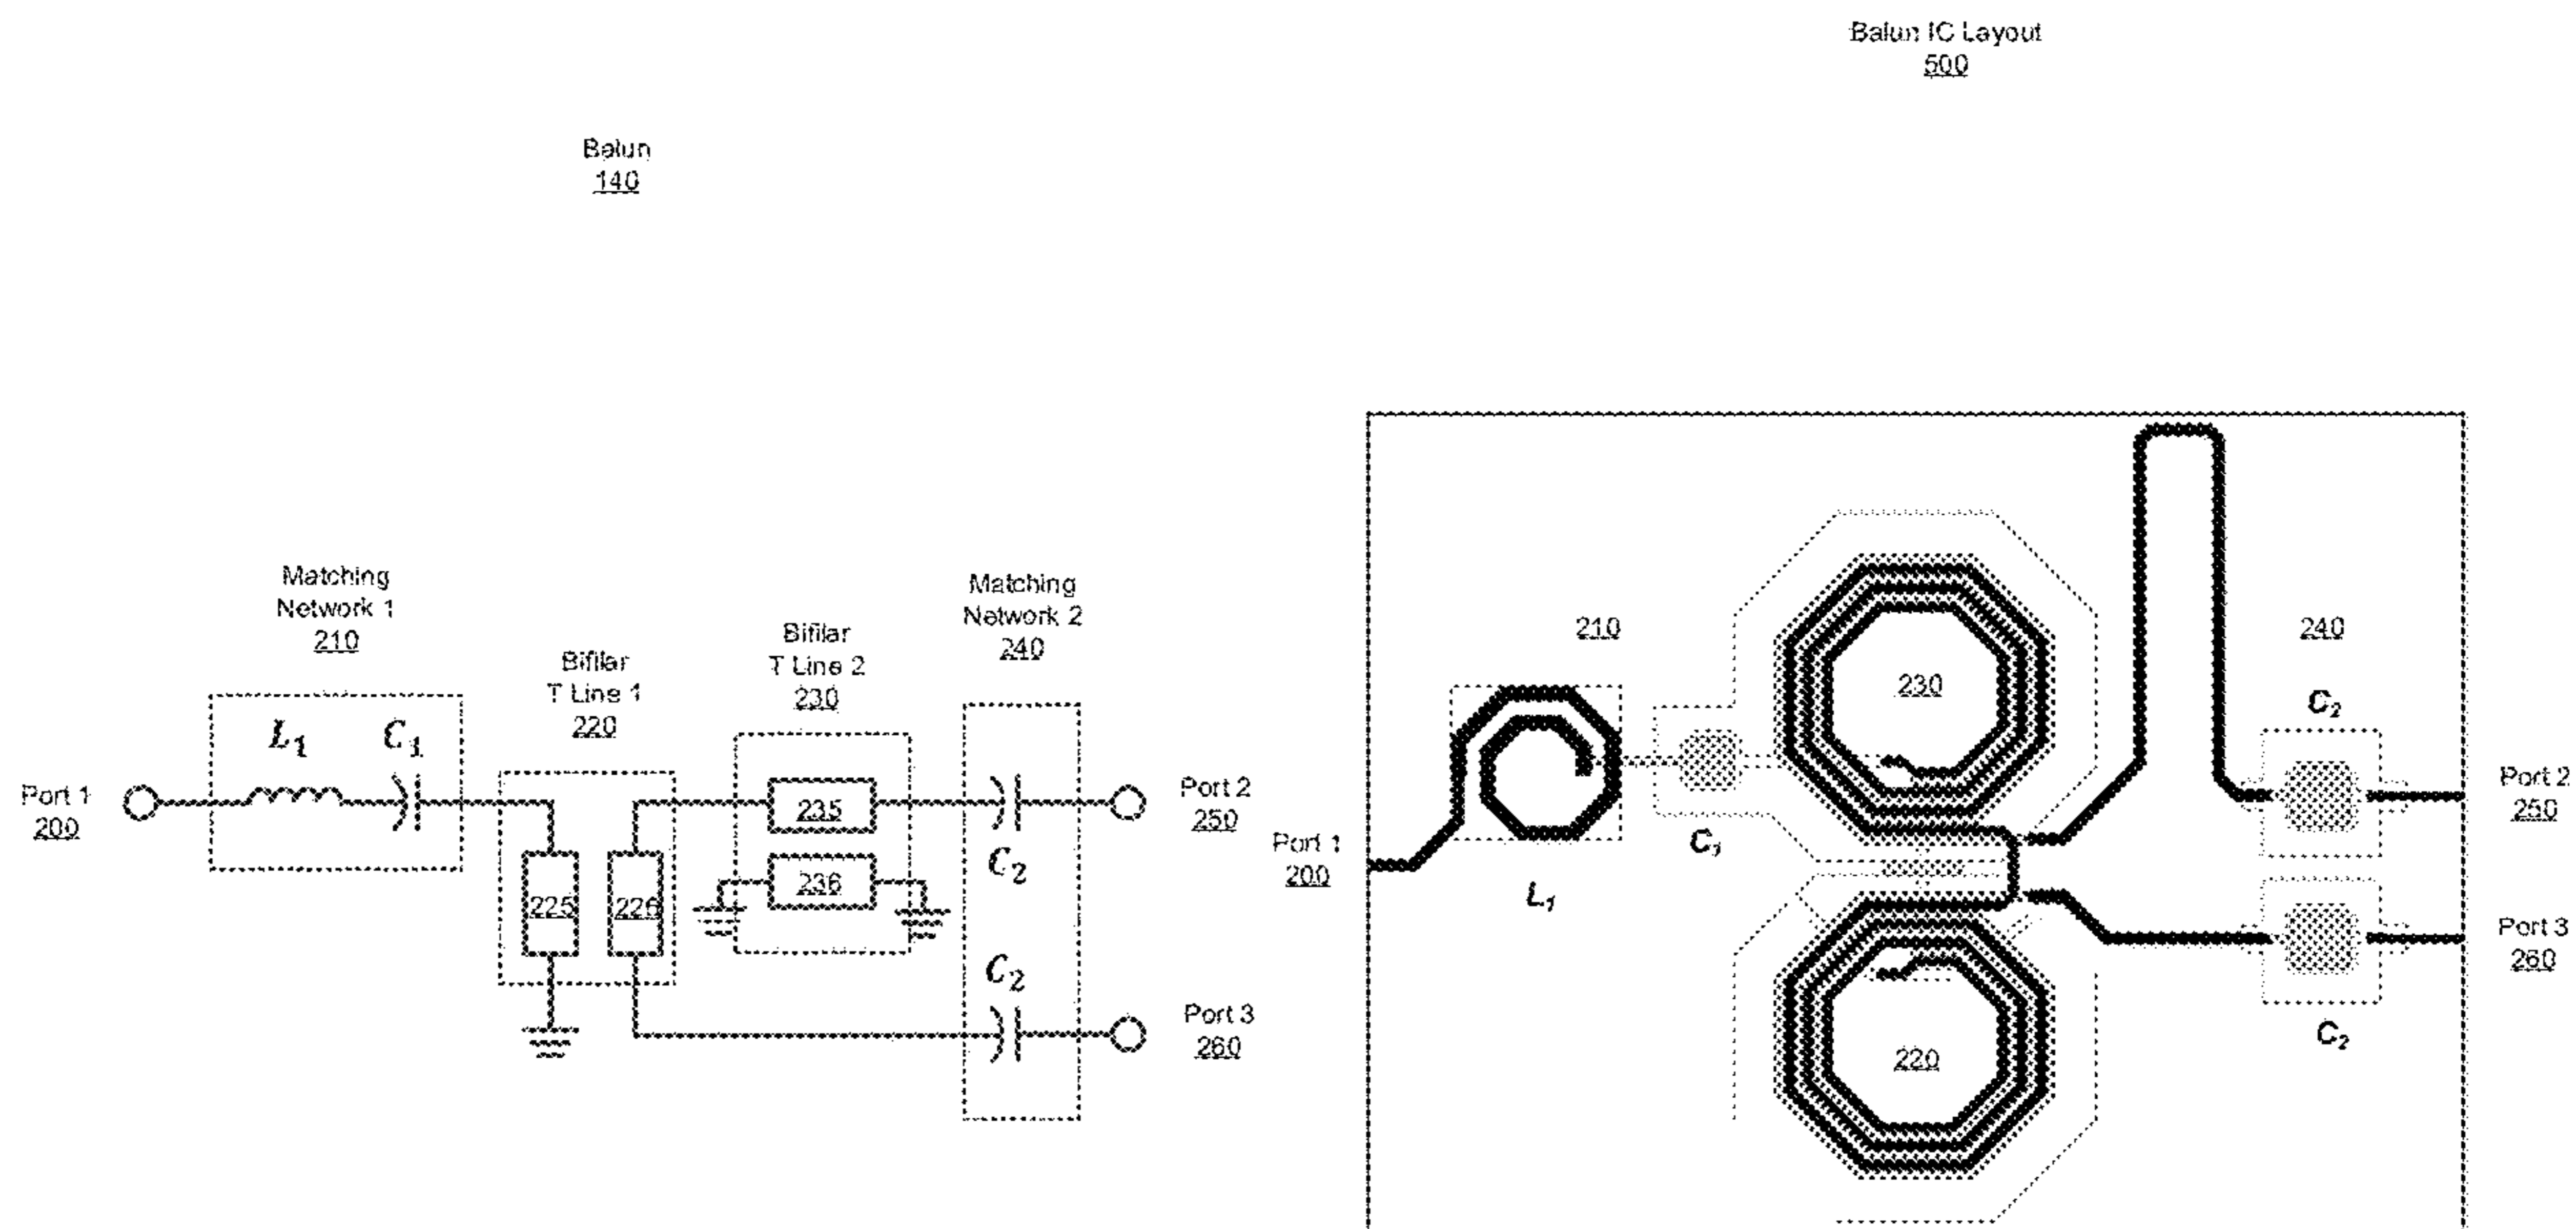 Balun
140
Matching
Network 1
210
Bifilar
T Line 1
220
Bifilar
T Line 2
230
Matching
Network 2
240
L1
C1
Port 1
200
225
226
235
236
C2
C2
Port 2
250
Port 3
260
Balun IC Layout
500
210
230
240
C2
Port 1
200
L1
C1
Port 2
250
Port 3
260
220
C2